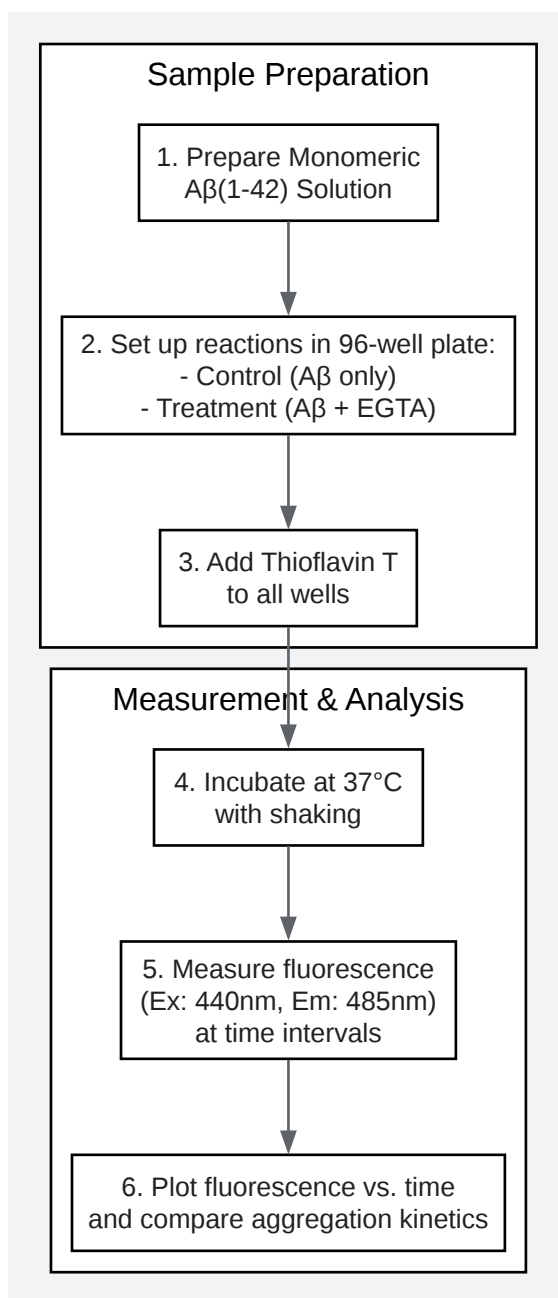 Sample Preparation
1. Prepare Monomeric
Aβ(1-42) Solution
2. Set up reactions in 96-well plate:
- Control (Aβ only)
- Treatment (Aβ + EGTA)
3. Add Thioflavin T
to all wells
Measurement & Analysis
4. Incubate at 37°C
with shaking
5. Measure fluorescence
(Ex: 440nm, Em: 485nm)
at time intervals
6. Plot fluorescence vs. time
and compare aggregation kinetics